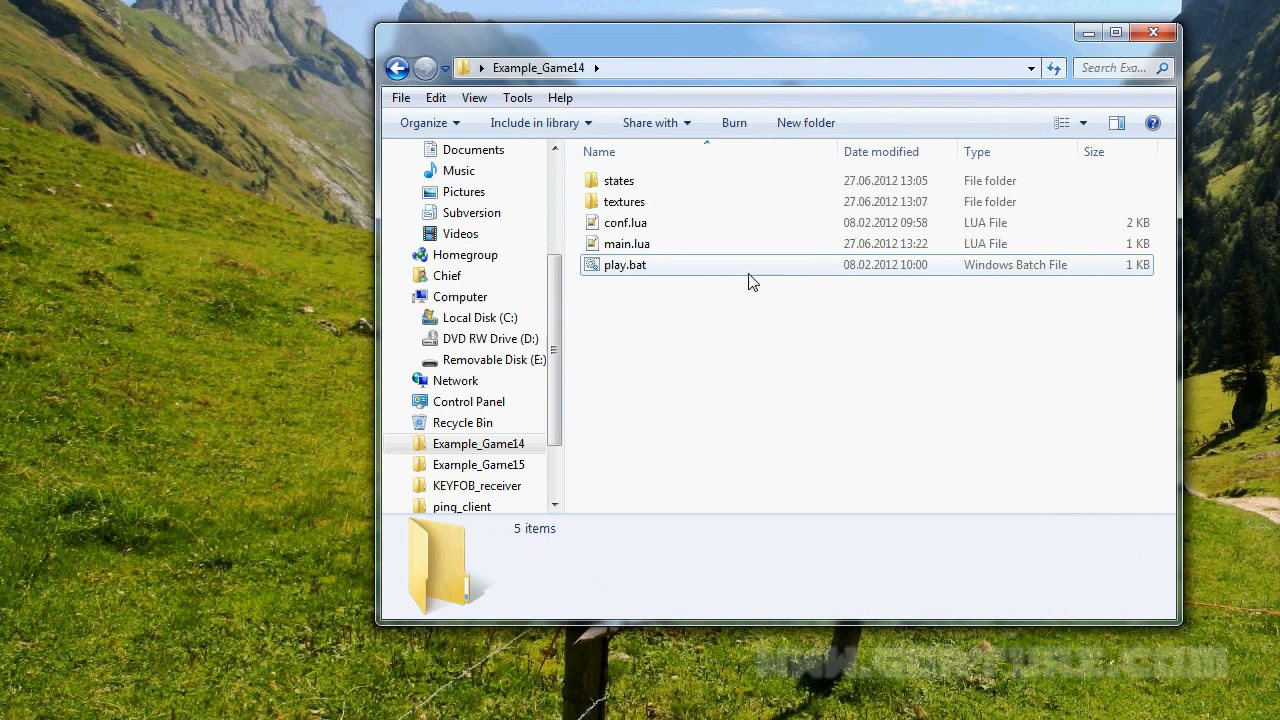 Example_Game14
Search Exa...
File Edit View Tools Help
Organize Include in library Share with Burn New folder
Name Date modified Type Size
Documents
Music
Pictures
Subversion
Videos
Homegroup
Chief
Computer
Local Disk (C:)
DVD RW Drive (D:)
Removable Disk (E:)
Network
Control Panel
Recycle Bin
Example_Game14
Example_Game15
KEYFOB_receiver
ping_client
states 27.06.2012 13:05 File folder
textures 27.06.2012 13:07 File folder
conf.lua 08.02.2012 09:58 LUA File 2 KB
main.lua 27.06.2012 13:22 LUA File 1 KB
play.bat 08.02.2012 10:00 Windows Batch File 1 KB
5 items